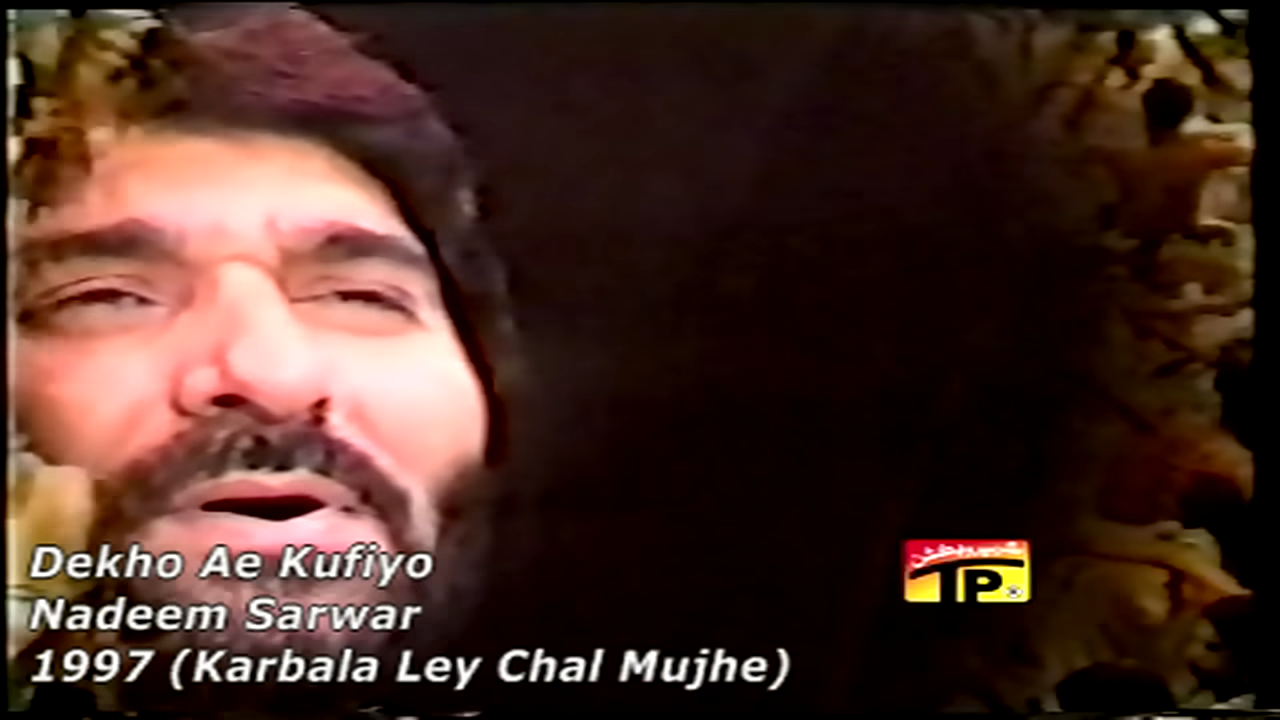 Dekho Ae Kufiyo
Nadeem Sarwar
1997 (Karbala Ley Chal Mujhe)
TP